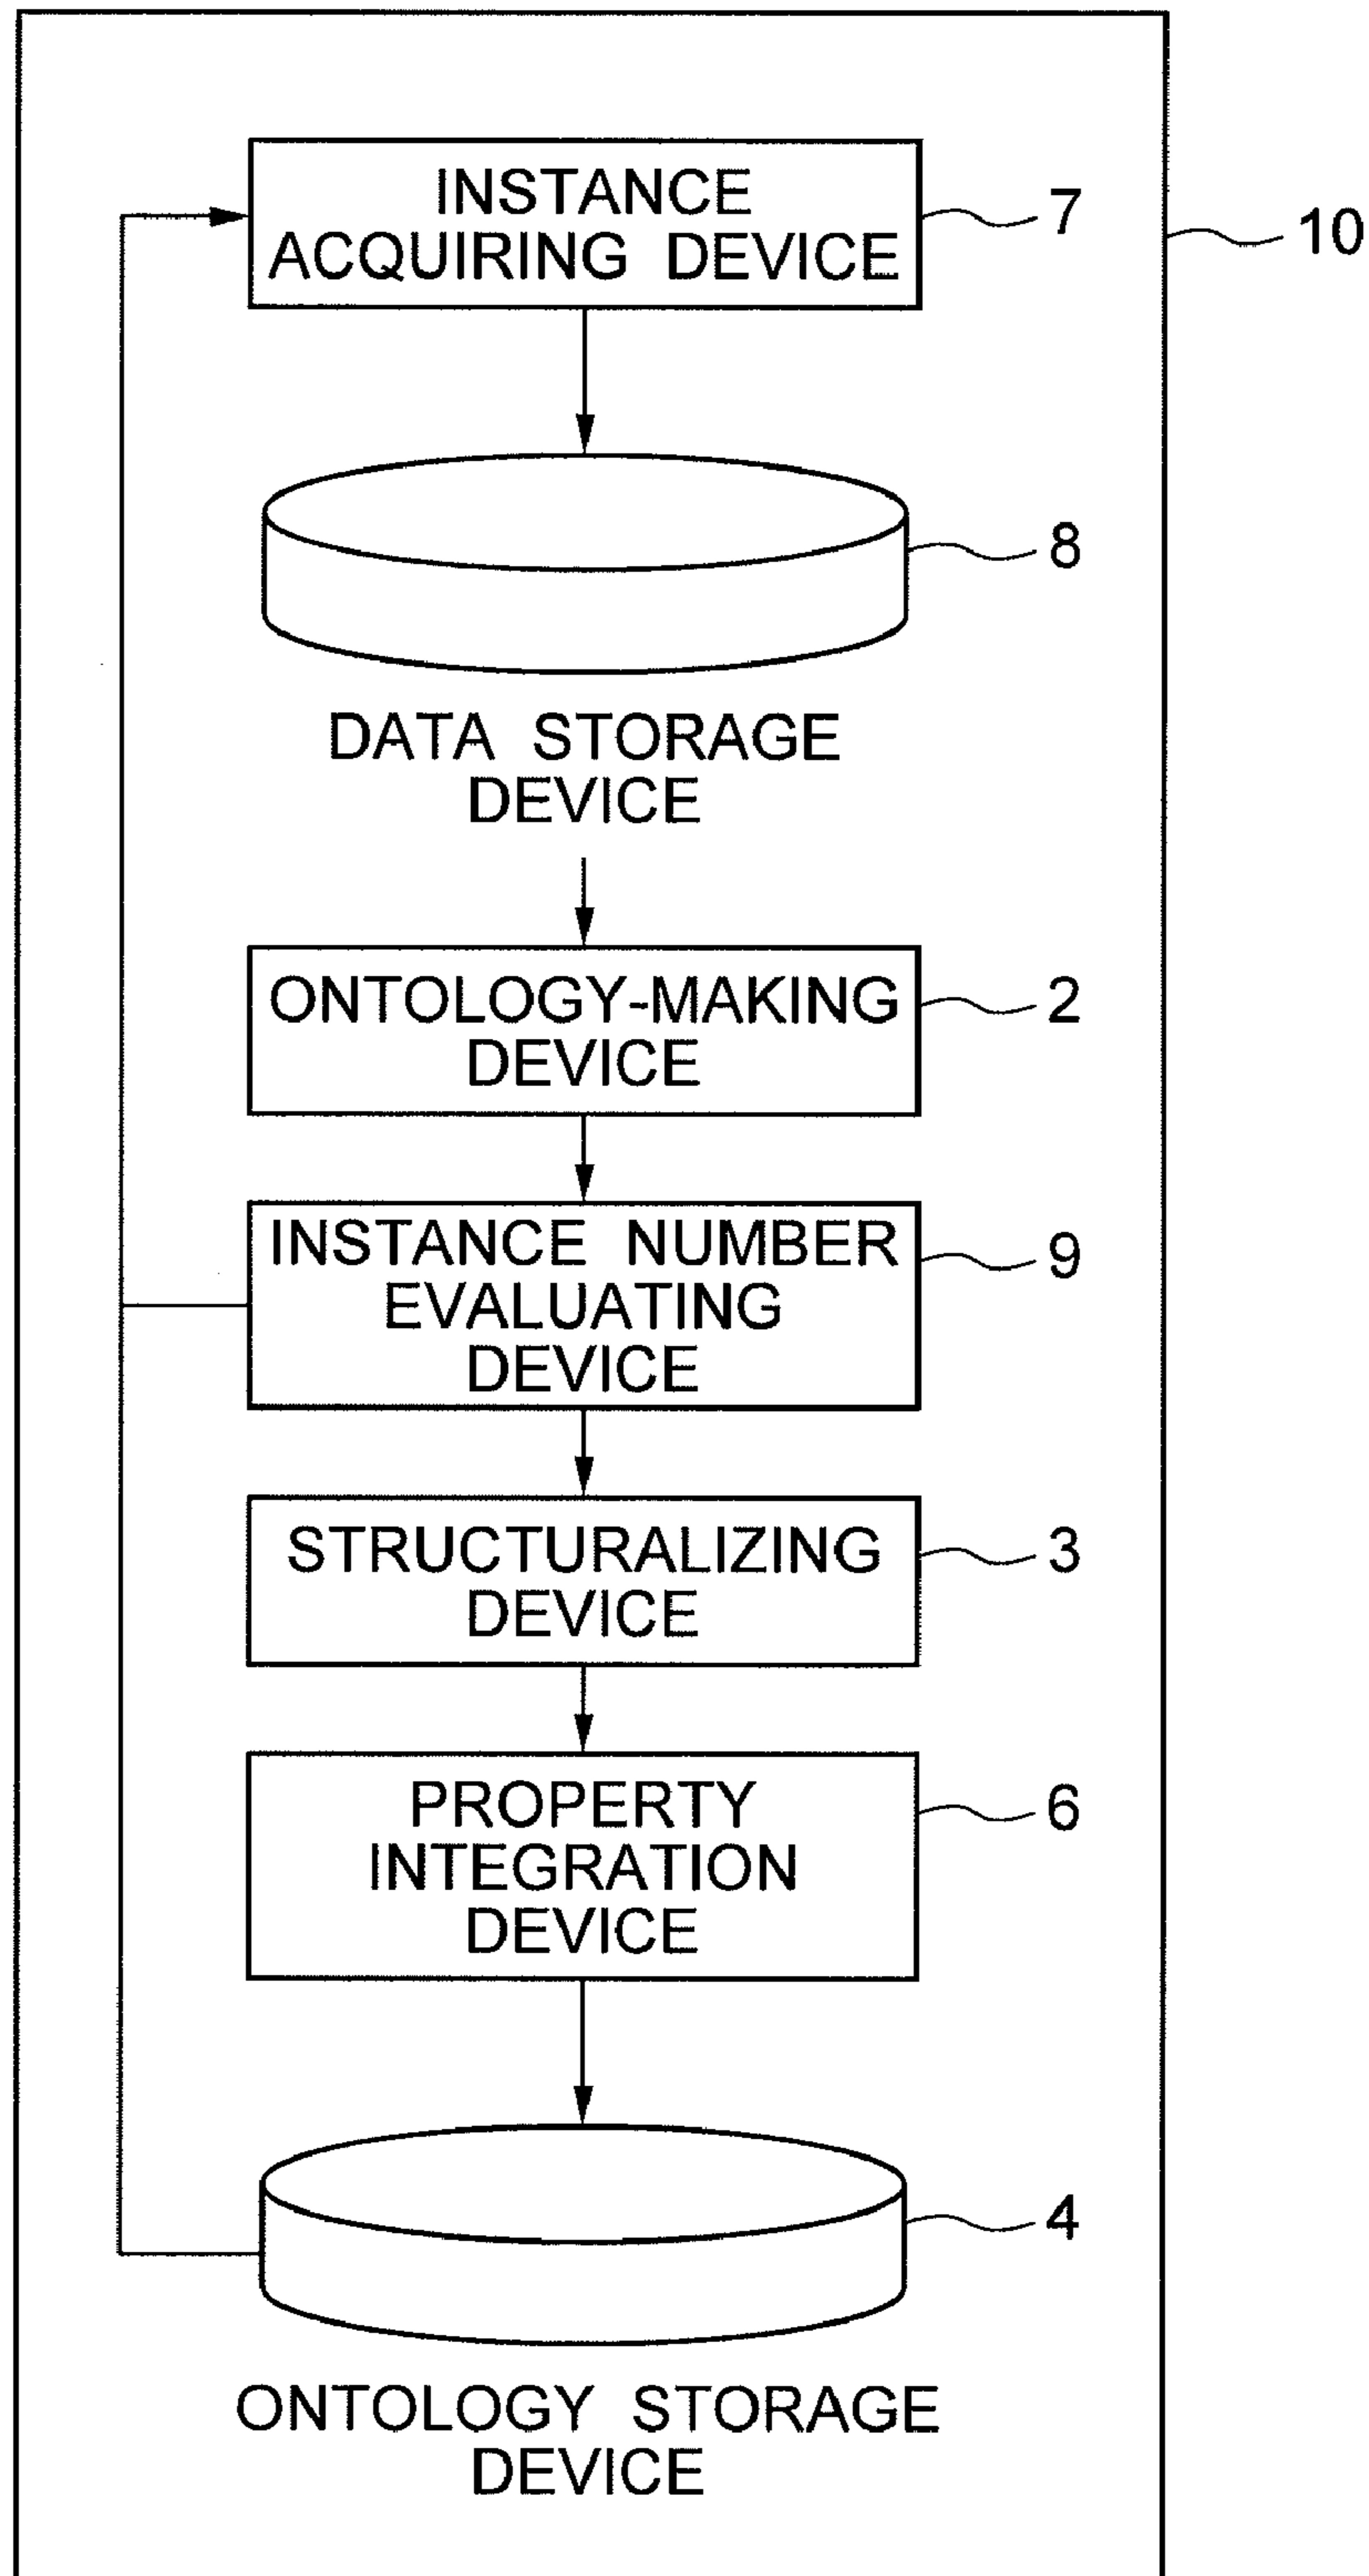 INSTANCE
ACQUIRING DEVICE
7
10
8
DATA STORAGE
DEVICE
ONTOLOGY-MAKING
DEVICE
2
INSTANCE NUMBER
EVALUATING
DEVICE
9
STRUCTURALIZING
DEVICE
3
PROPERTY
INTEGRATION
DEVICE
6
4
ONTOLOGY STORAGE
DEVICE